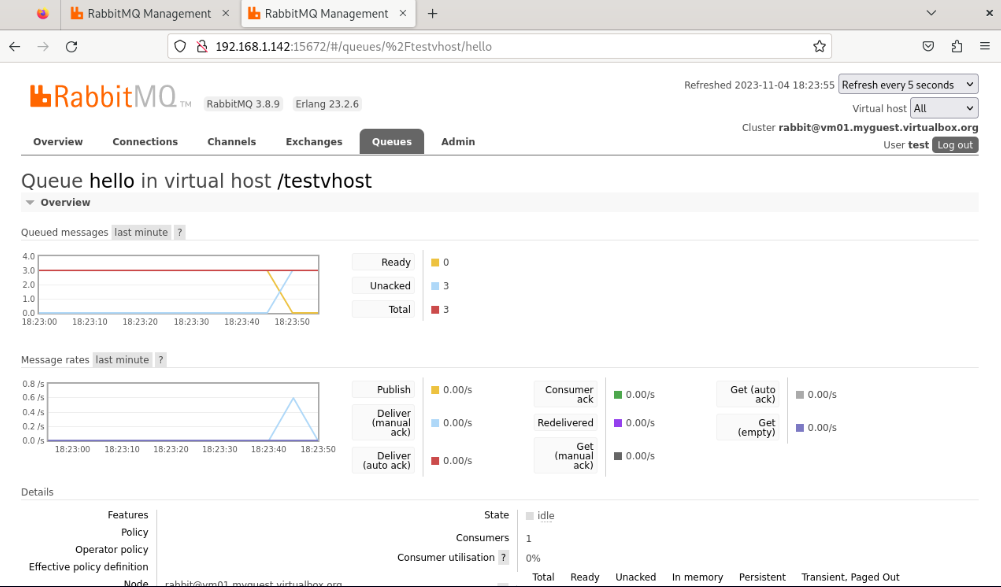 RabbitMQ Management × RabbitMQ Management × +
192.168.1.142:15672/#/queues/%2Ftestvhost/hello
RabbitMQ TM RabbitMQ 3.8.9 Erlang 23.2.6
Refreshed 2023-11-04 18:23:55 Refresh every 5 seconds
Virtual host All
Cluster rabbit@vm01.myguest.virtualbox.org
User test Log out
Overview Connections Channels Exchanges Queues Admin
Queue hello in virtual host /testvhost
Overview
Queued messages last minute ?
4.0
3.0
2.0
1.0
0.0
18:23:00 18:23:10 18:23:20 18:23:30 18:23:40 18:23:50
Ready 0
Unacked 3
Total 3
Message rates last minute ?
0.8 /s
0.6 /s
0.4 /s
0.2 /s
0.0 /s
18:23:00 18:23:10 18:23:20 18:23:30 18:23:40 18:23:50
Publish 0.00/s
Deliver
(manual
ack) 0.00/s
Deliver
(auto ack) 0.00/s
Consumer
ack 0.00/s
Redelivered 0.00/s
Get
(manual
ack) 0.00/s
Get (auto
ack) 0.00/s
Get
(empty) 0.00/s
Details
Features
Policy
Operator policy
Effective policy definition
Node rabbit@vm01.myguest.virtualbox.org
State idle
Consumers 1
Consumer utilisation ? 0%
Total Ready Unacked In memory Persistent Transient, Paged Out